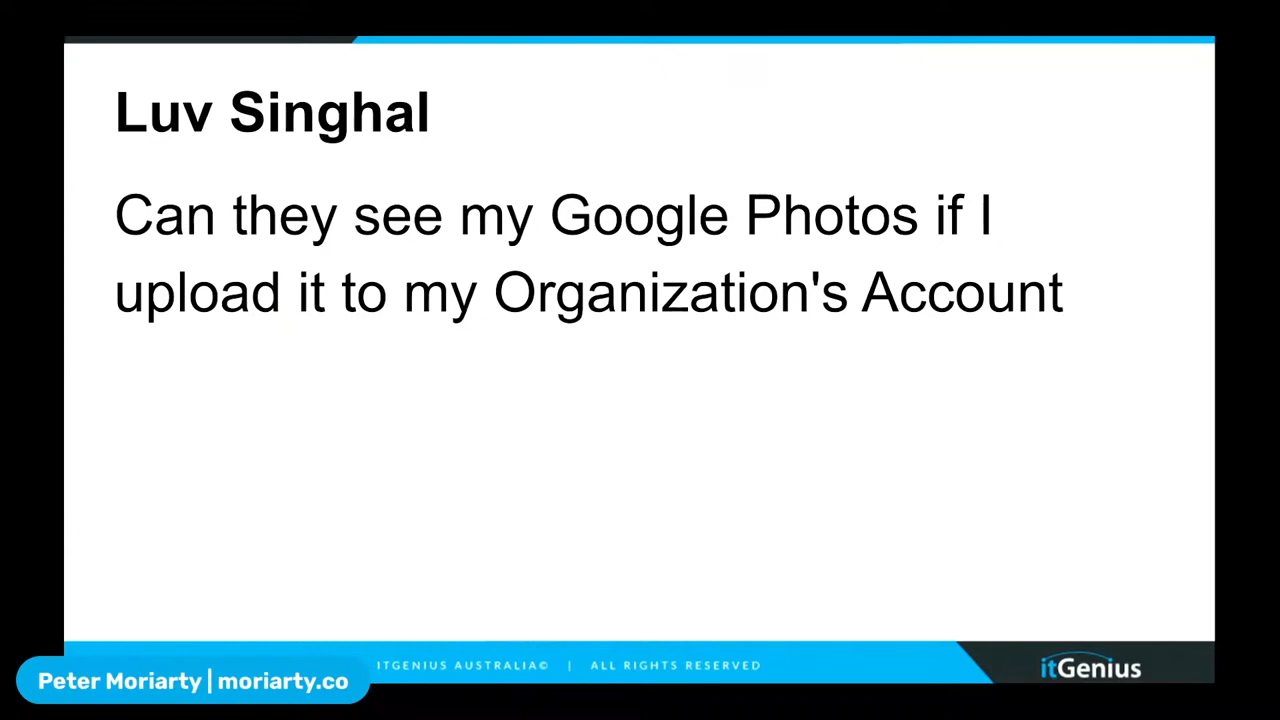 Luv Singhal
Can they see my Google Photos if I
upload it to my Organization's Account
ITGENIUS AUSTRALIA© | ALL RIGHTS RESERVED
itGenius
Peter Moriarty | moriarty.co